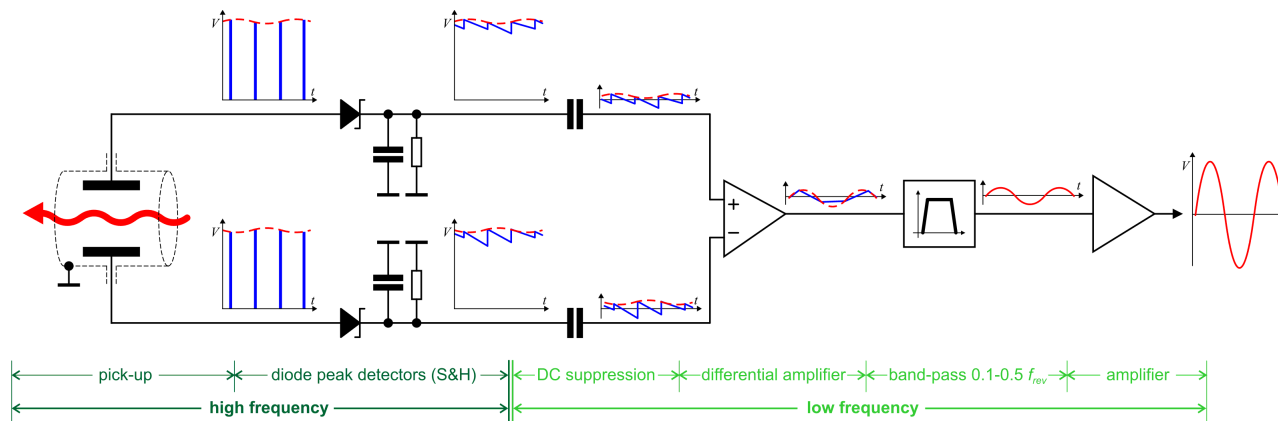 V
t
V
t
t
V
t
V
t
t
+
−
t
t
V
t
pick-up
diode peak detectors (S&H)
DC suppression
differential amplifier
band-pass 0.1-0.5 f_rev
amplifier
high frequency
low frequency